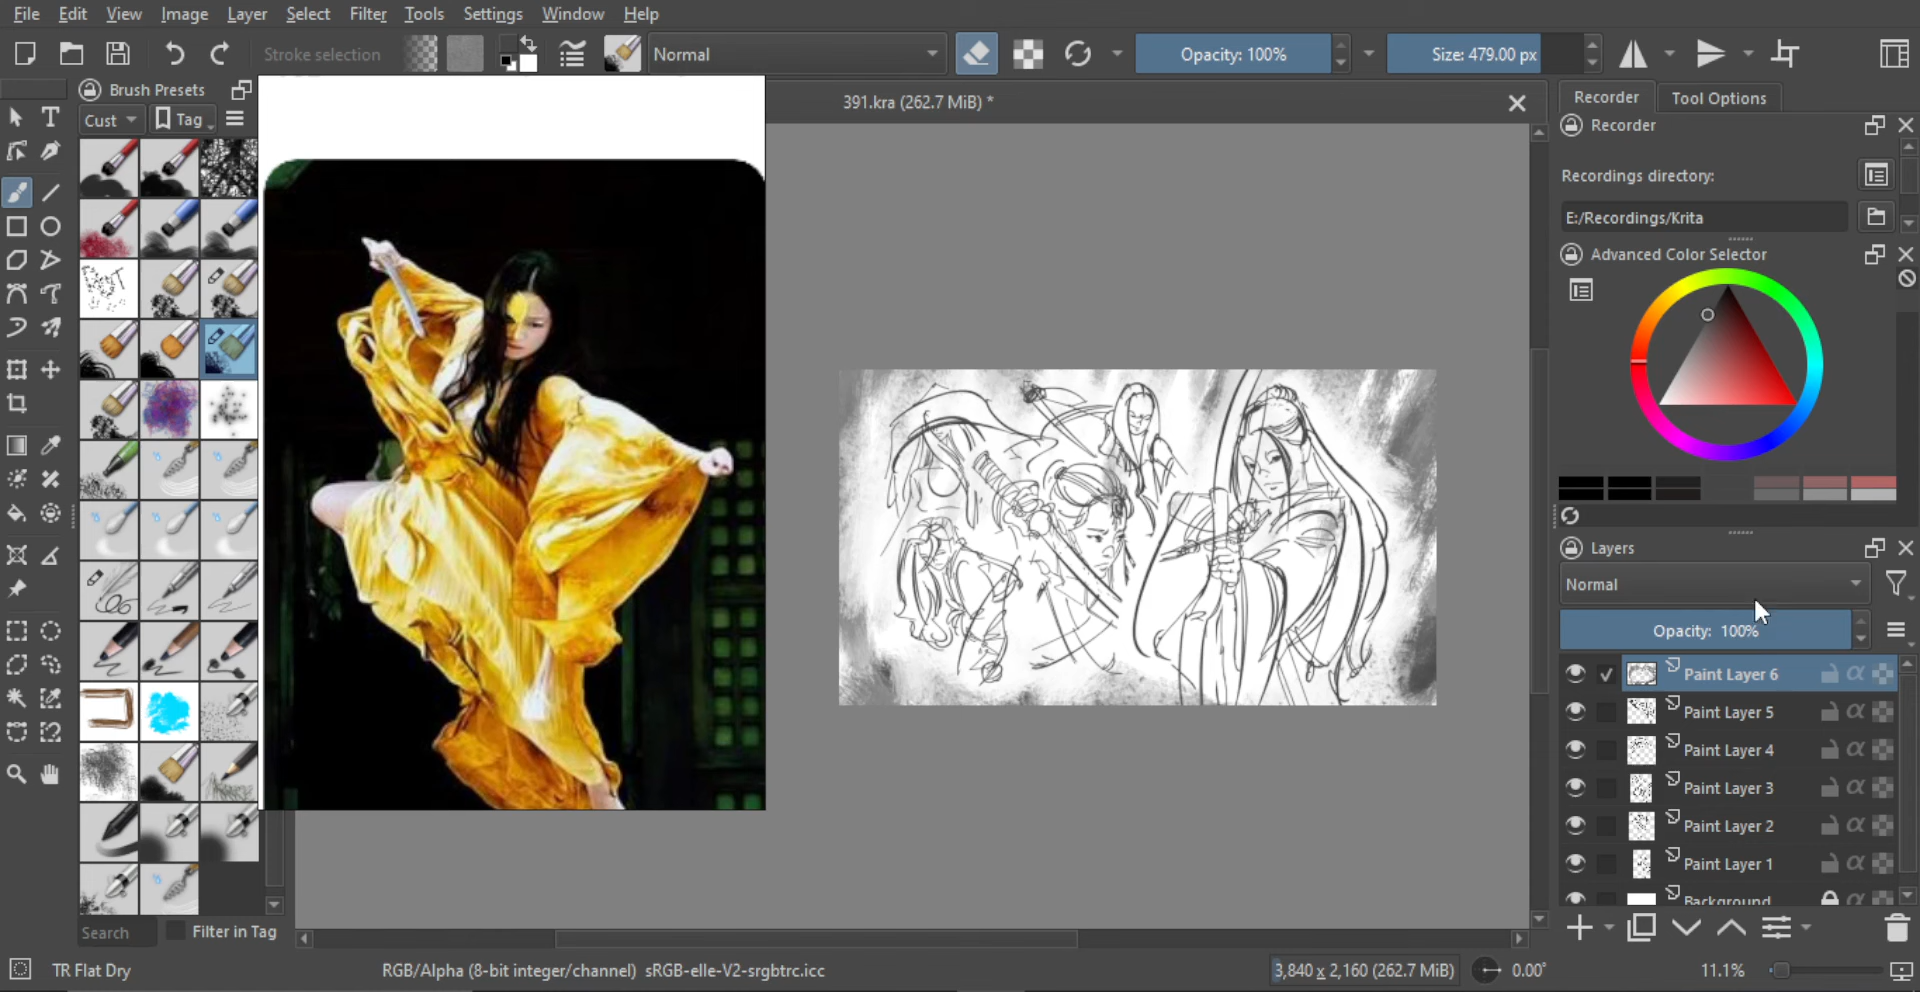 File Edit View Image Layer Select Filter Tools Settings Window Help
Stroke selection
Normal
Opacity: 100%
Size: 479.00 px
Brush Presets
391.kra (262.7 MiB) *
Recorder
Tool Options
Cust
Tag
Recorder
Recordings directory:
E:/Recordings/Krita
Advanced Color Selector
Layers
Normal
Opacity: 100%
Paint Layer 6
Paint Layer 5
Paint Layer 4
Paint Layer 3
Paint Layer 2
Paint Layer 1
Background
Search
Filter in Tag
TR Flat Dry
RGB/Alpha (8-bit integer/channel) sRGB-elle-V2-srgbtrc.icc
3,840 x 2,160 (262.7 MiB)
0.00°
11.1%